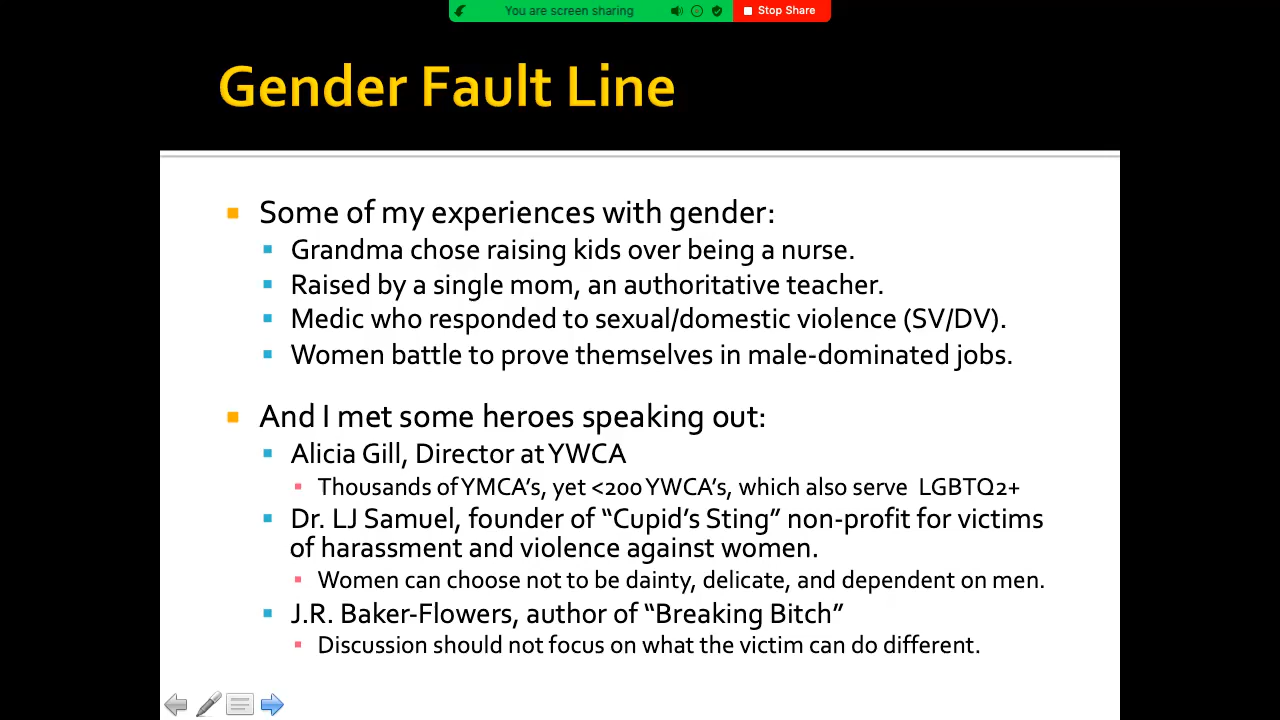 You are screen sharing
Stop Share
Gender Fault Line
Some of my experiences with gender:
Grandma chose raising kids over being a nurse.
Raised by a single mom, an authoritative teacher.
Medic who responded to sexual/domestic violence (SV/DV).
Women battle to prove themselves in male-dominated jobs.
And I met some heroes speaking out:
Alicia Gill, Director at YWCA
Thousands of YMCA's, yet <200 YWCA's, which also serve LGBTQ2+
Dr. LJ Samuel, founder of “Cupid's Sting” non-profit for victims
of harassment and violence against women.
Women can choose not to be dainty, delicate, and dependent on men.
J.R. Baker-Flowers, author of “Breaking Bitch”
Discussion should not focus on what the victim can do different.